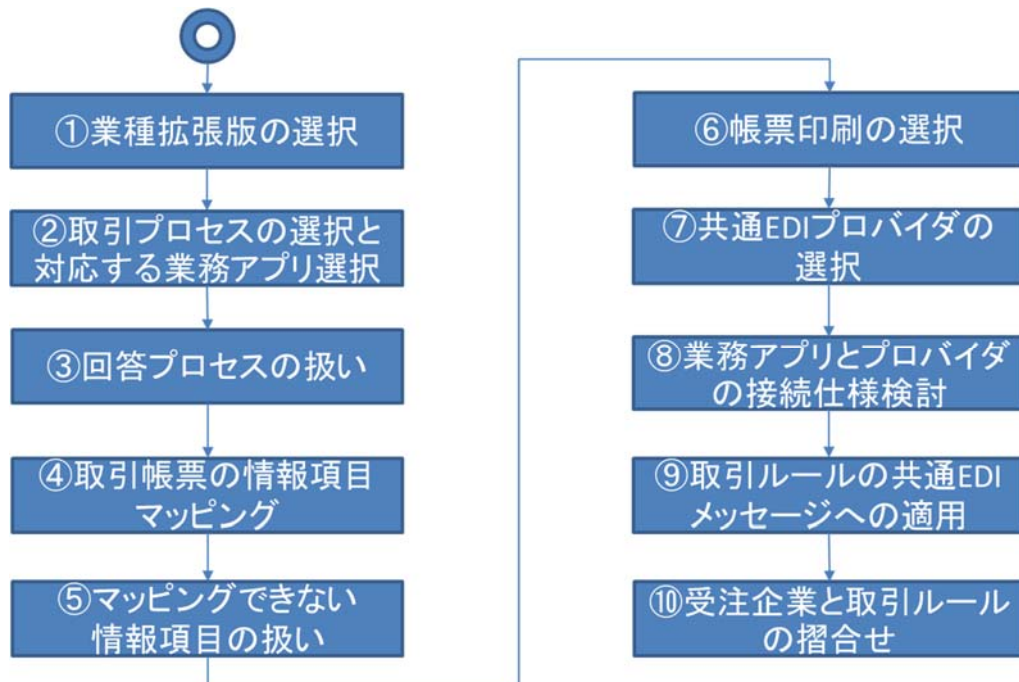 ①業種拡張版の選択
②取引プロセスの選択と
対応する業務アプリ選択
③回答プロセスの扱い
④取引帳票の情報項目
マッピング
⑤マッピングできない
情報項目の扱い
⑥帳票印刷の選択
⑦共通EDIプロバイダの
選択
⑧業務アプリとプロバイダ
の接続仕様検討
⑨取引ルールの共通EDI
メッセージへの適用
⑩受注企業と取引ルール
の摺合せ